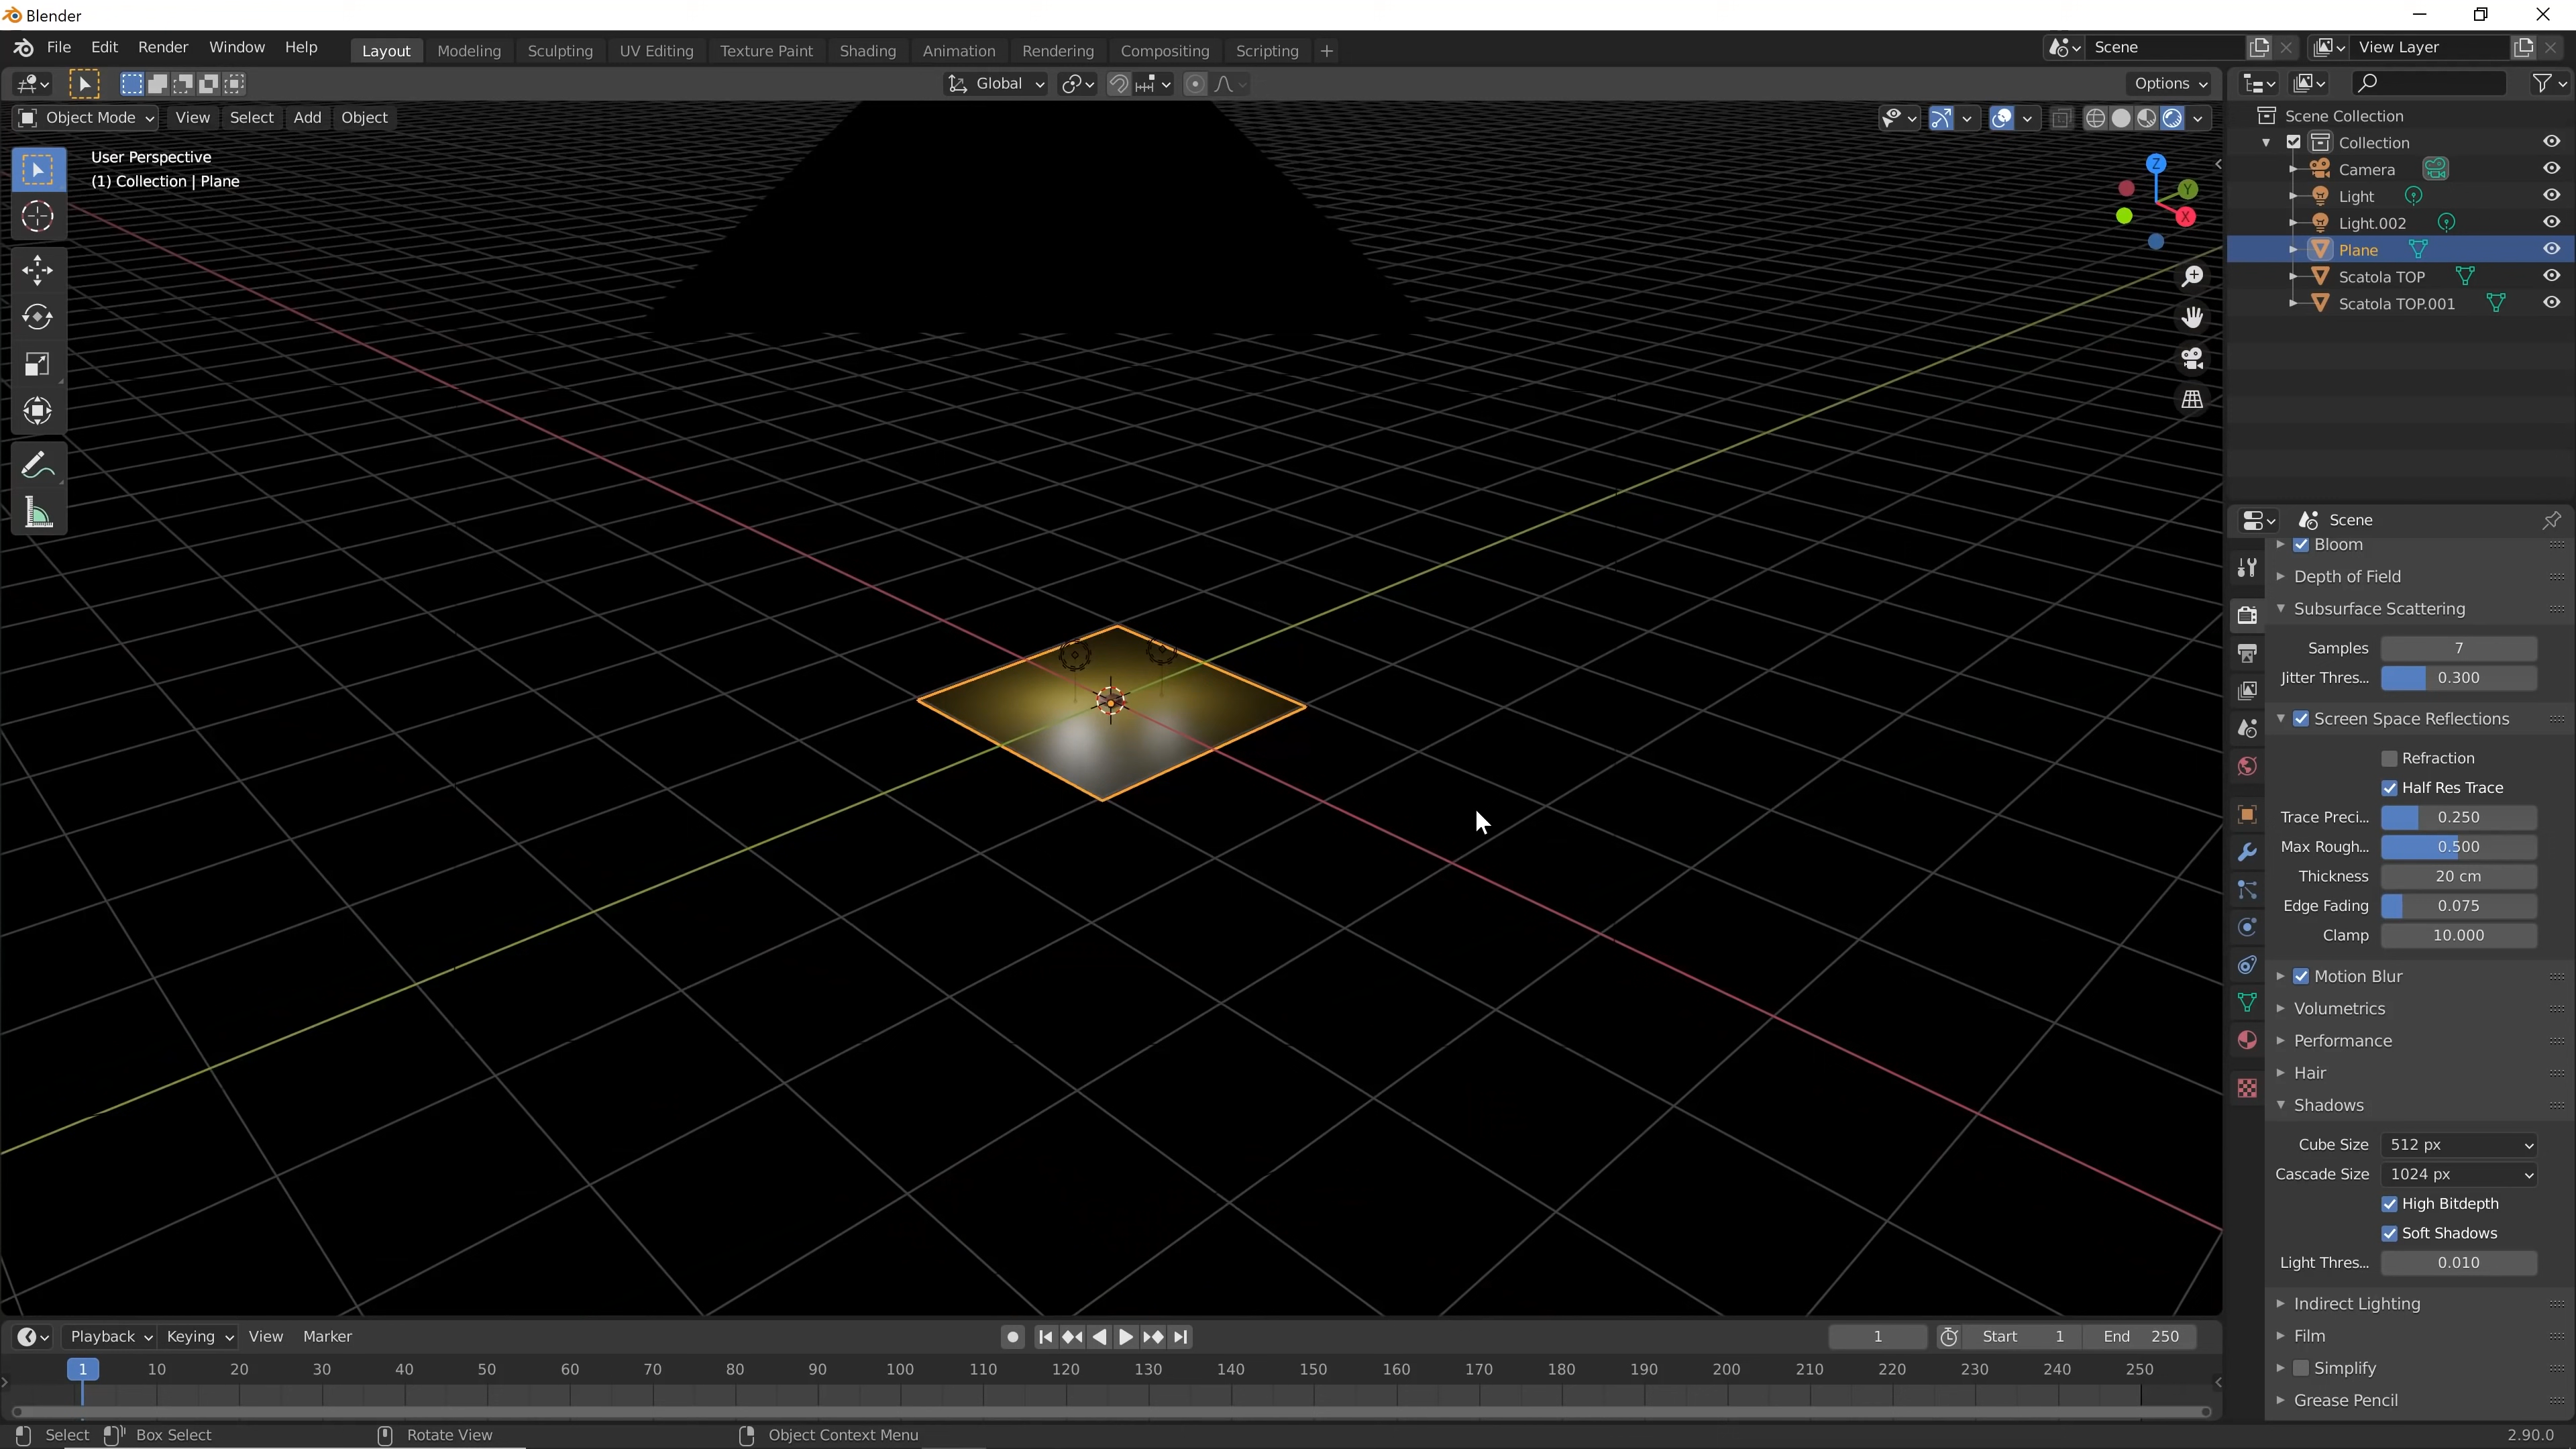 Blender
File Edit Render Window Help Layout Modeling Sculpting UV Editing Texture Paint Shading Animation Rendering Compositing Scripting + Scene View Layer
Global Options
Object Mode View Select Add Object
User Perspective
(1) Collection | Plane
Z
Y
X
Scene Collection
Collection
Camera
Light
Light.002
Plane
Scatola TOP
Scatola TOP.001
Scene
Bloom
Depth of Field
Subsurface Scattering
Samples 7
Jitter Thres... 0.300
Screen Space Reflections
Refraction
Half Res Trace
Trace Preci... 0.250
Max Rough... 0.500
Thickness 20 cm
Edge Fading 0.075
Clamp 10.000
Motion Blur
Volumetrics
Performance
Hair
Shadows
Cube Size 512 px
Cascade Size 1024 px
High Bitdepth
Soft Shadows
Light Thres... 0.010
Indirect Lighting
Film
Simplify
Grease Pencil
Playback Keying View Marker 1 Start 1 End 250
1 10 20 30 40 50 60 70 80 90 100 110 120 130 140 150 160 170 180 190 200 210 220 230 240 250
Select Box Select Rotate View Object Context Menu 2.90.0